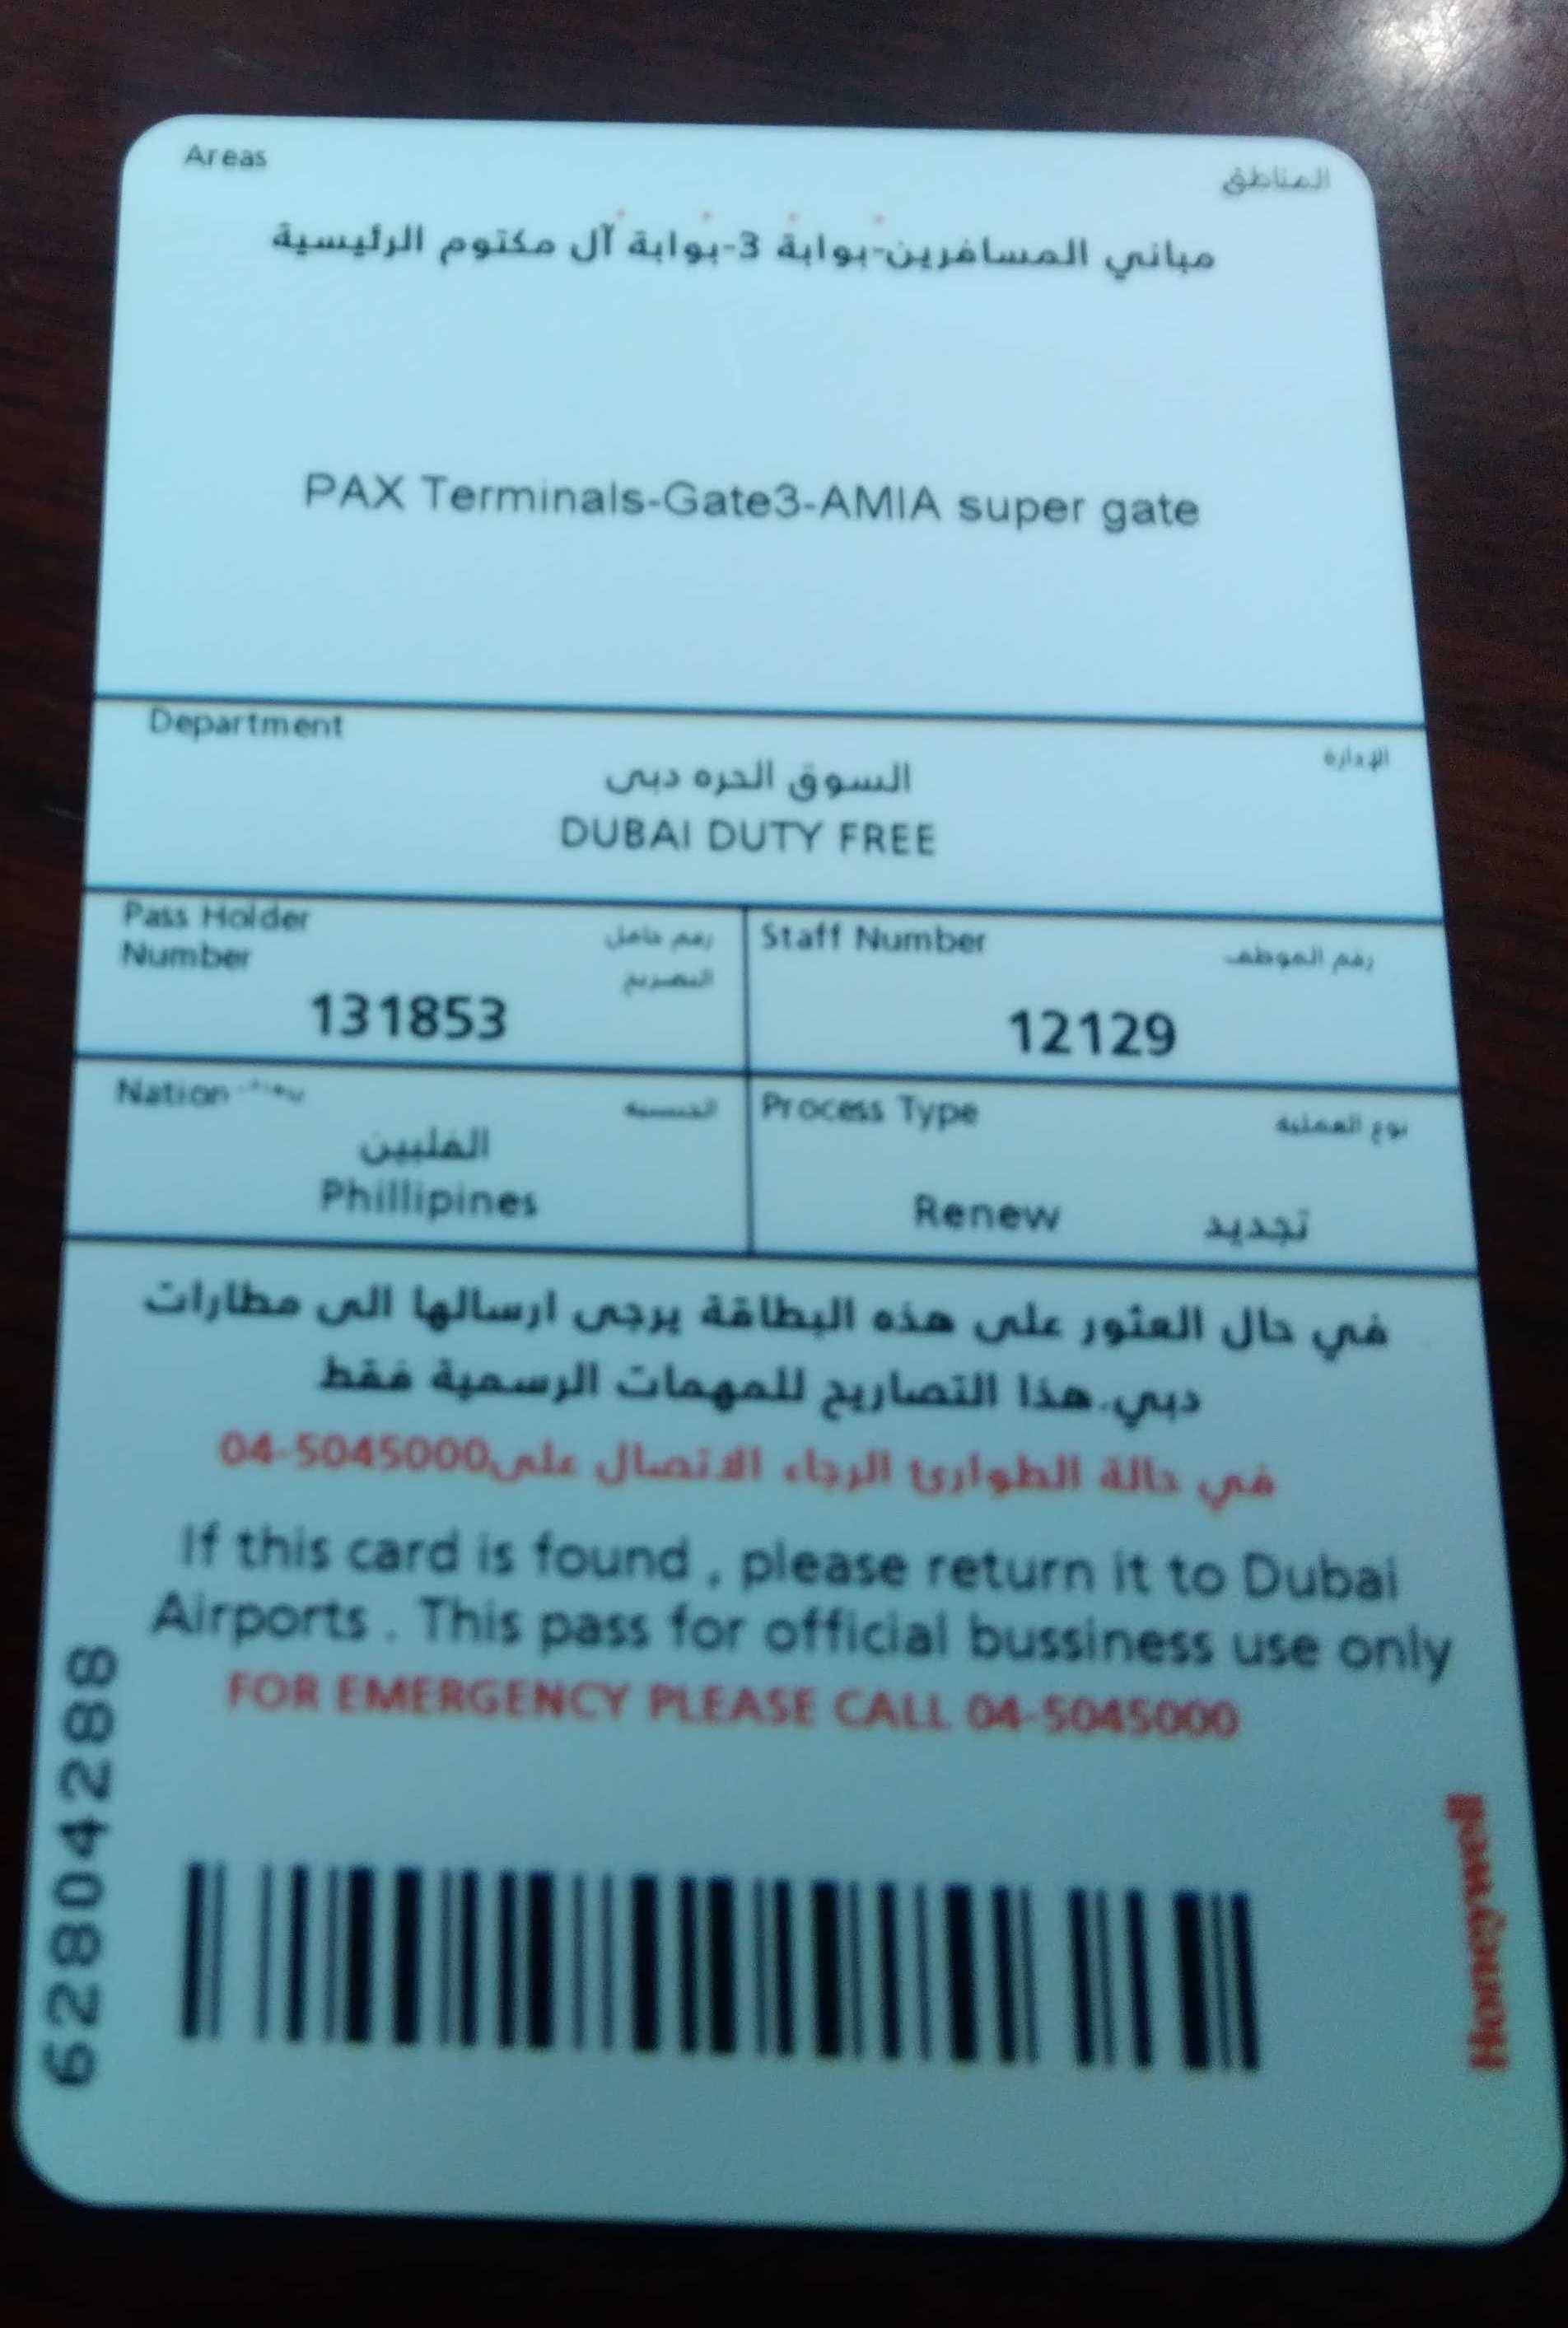 Areas
المناطق
مباني المسافرين-بوابة 3-بوابة آل مكتوم الرئيسية
PAX Terminals-Gate3-AMIA super gate
Department
الإدارة
السوق الحره دبى
DUBAI DUTY FREE
Pass Holder
Number
رقم حامل
التصريح
131853
Staff Number
رقم الموظف
12129
Nation
الجنسية
الفلبين
Phillipines
Process Type
نوع العملية
Renew تجديد
في حال العثور على هذه البطاقة يرجى ارسالها الى مطارات
دبي.هذا التصاريح للمهمات الرسمية فقط
في حالة الطوارئ الرجاء الاتصال على04-5045000
If this card is found , please return it to Dubai
Airports . This pass for official bussiness use only
FOR EMERGENCY PLEASE CALL 04-5045000
62804288
Honeywell